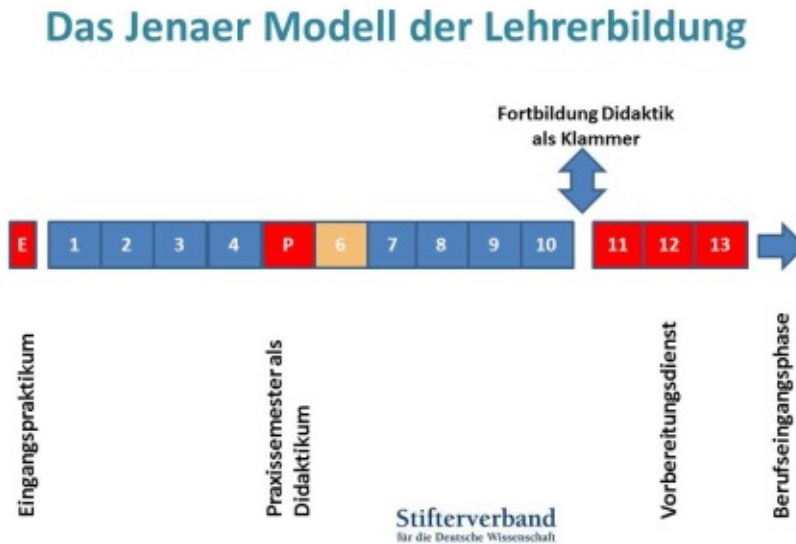 Das Jenaer Modell der Lehrerbildung
Fortbildung Didaktik
als Klammer
E 1 2 3 4 P 6 7 8 9 10 11 12 13
Eingangspraktikum
Praxissemester als
Didaktikum
Vorbereitungsdienst
Berufseingangsphase
Stifterverband
für die Deutsche Wissenschaft